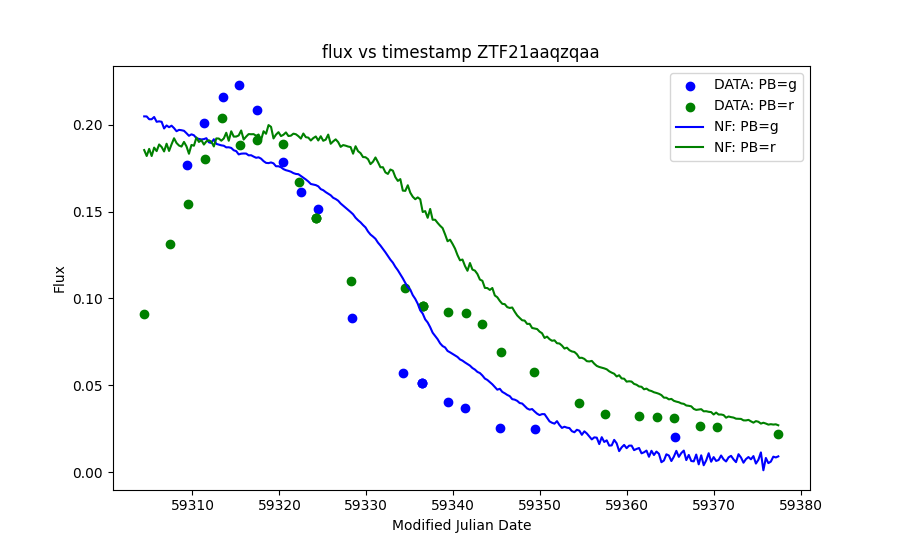 flux vs timestamp ZTF21aaqzqaa
DATA: PB=g
DATA: PB=r
NF: PB=g
NF: PB=r
Flux
0.20
0.15
0.10
0.05
0.00
59310 59320 59330 59340 59350 59360 59370 59380
Modified Julian Date